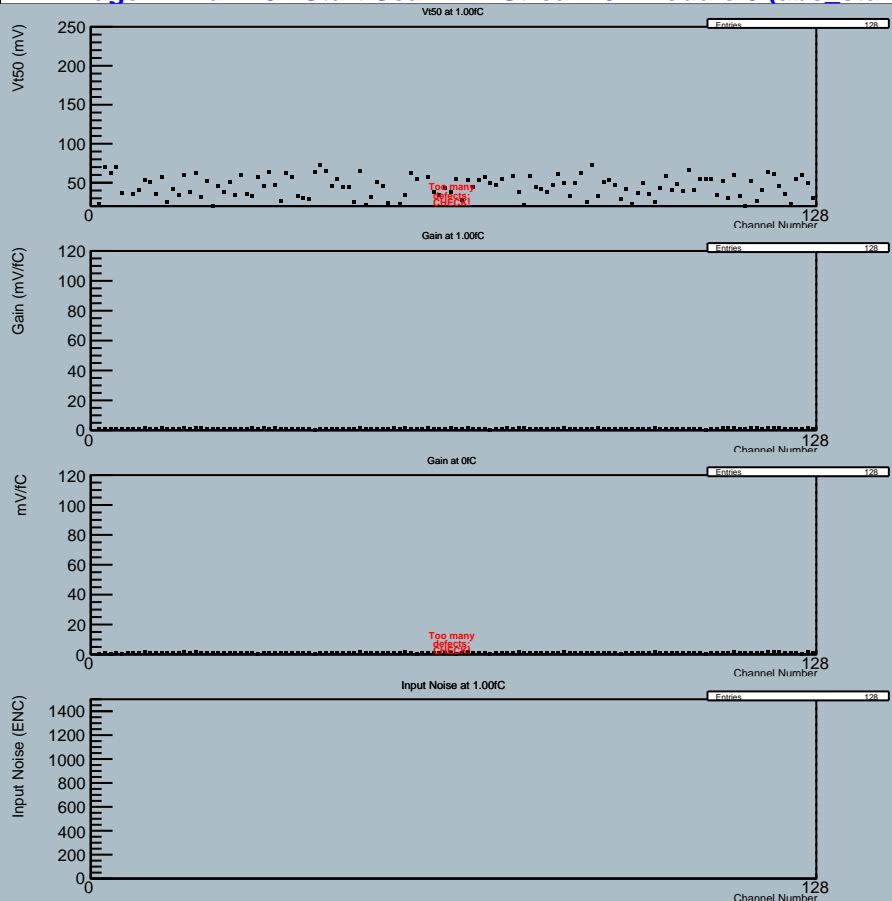 Vt50 at 1.00fC
Entries 128
Vt50 (mV)
250
200
150
100
50
Too many
defects:
CHECK!
0
128
Channel Number
Gain at 1.00fC
Entries 128
Gain (mV/fC)
120
100
80
60
40
20
0
0
128
Channel Number
Gain at 0fC
Entries 128
mV/fC
120
100
80
60
40
20
Too many
defects:
CHECK!
0
0
128
Channel Number
Input Noise at 1.00fC
Entries 128
Input Noise (ENC)
1400
1200
1000
800
600
400
200
0
0
128
Channel Number